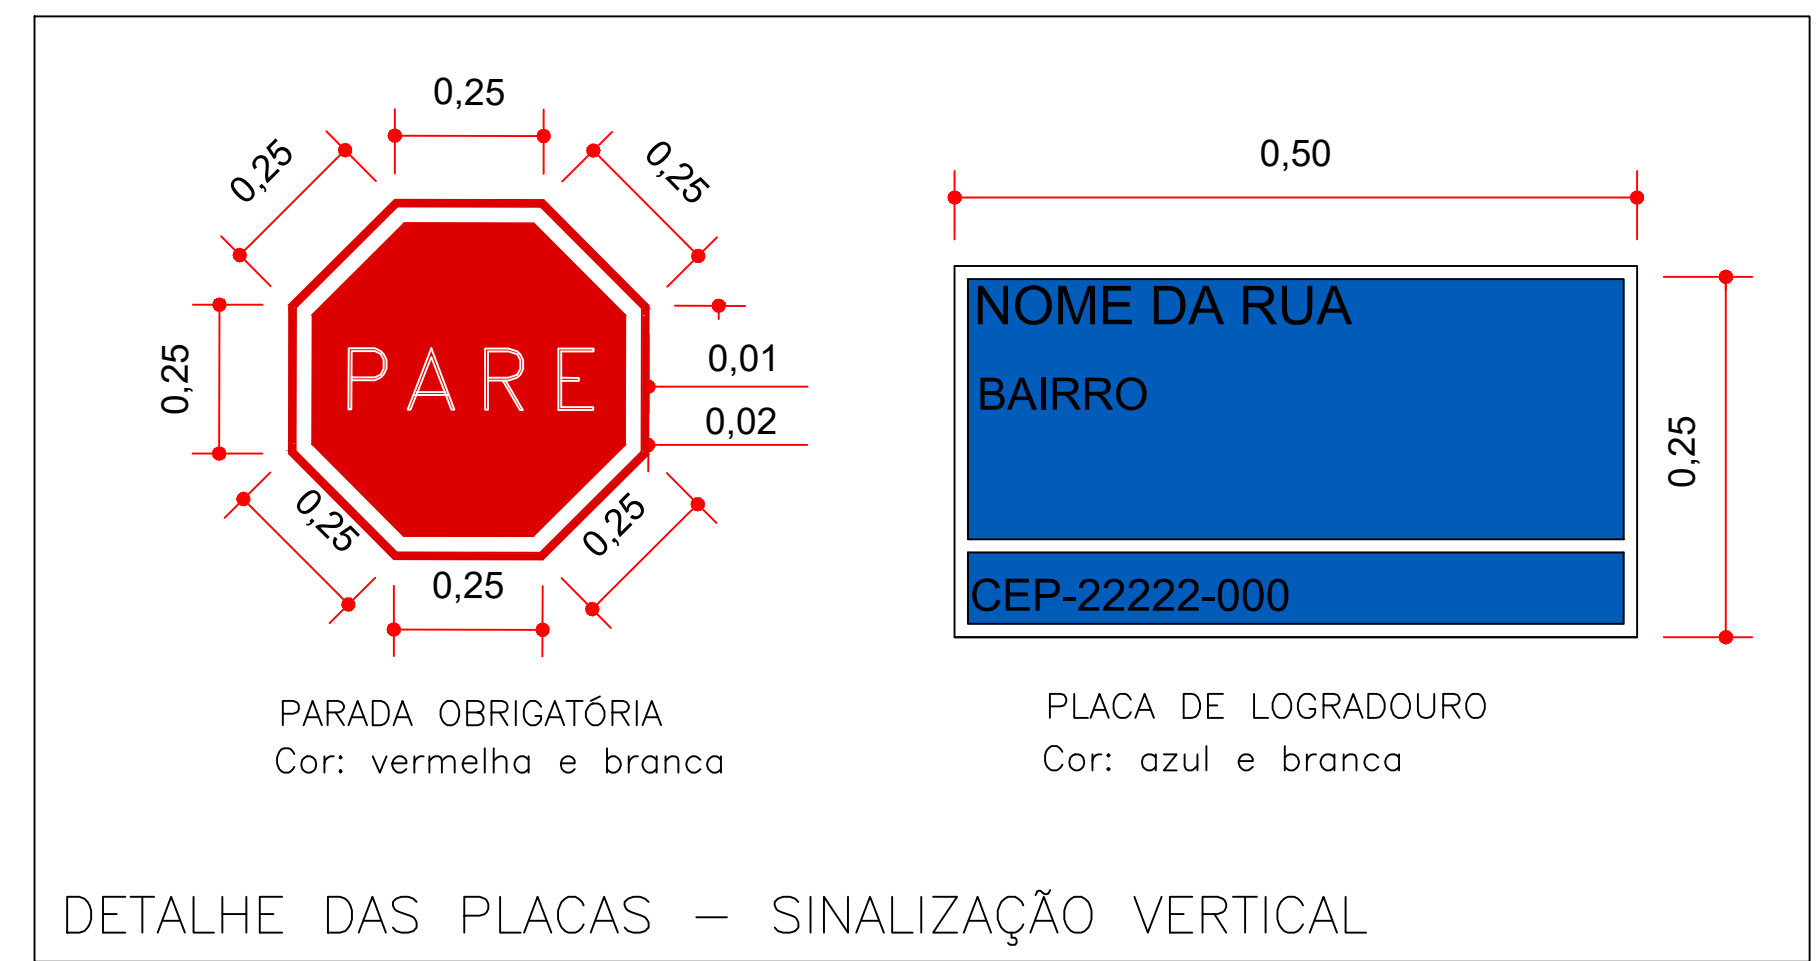 0,25
0,25
0,25
0,50
PARE
0,25
0,01
0,02
0,25
0,25
0,25
NOME DA RUA
BAIRRO
CEP-22222-000
0,25
PARADA OBRIGATÓRIA
Cor: vermelha e branca
PLACA DE LOGRADOURO
Cor: azul e branca
DETALHE DAS PLACAS – SINALIZAÇÃO VERTICAL